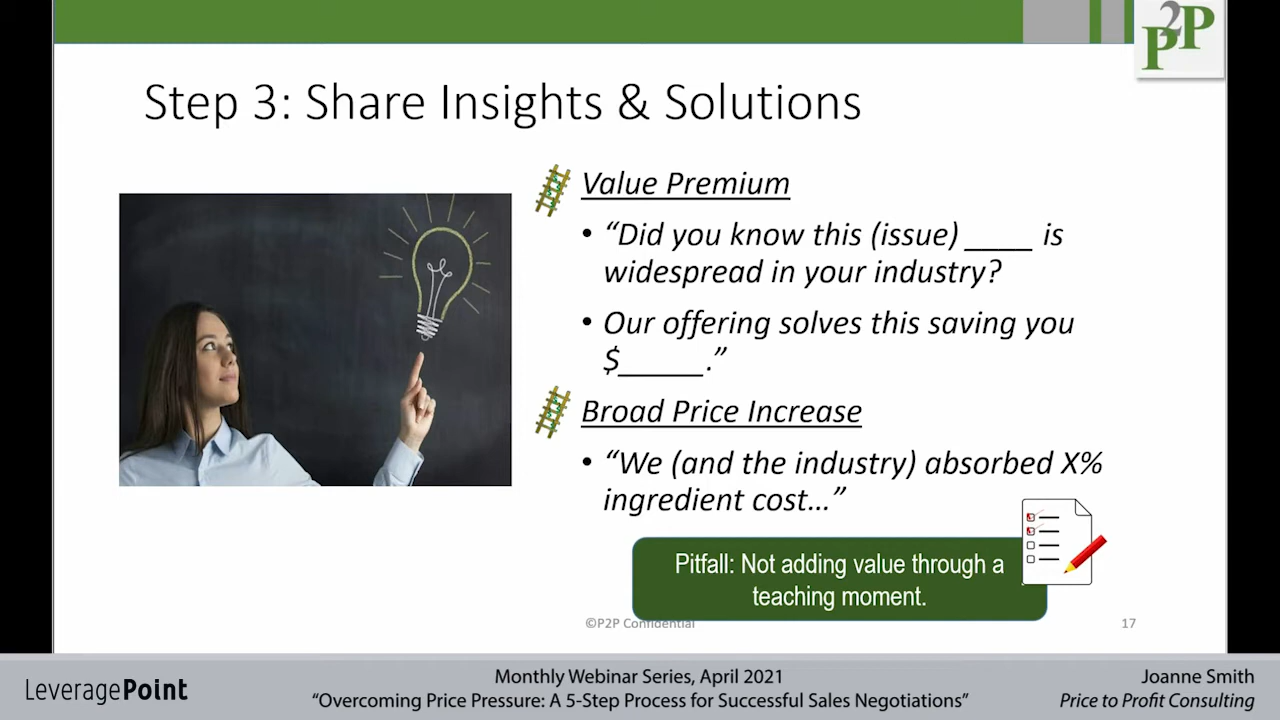 P2P
Step 3: Share Insights & Solutions
Value Premium
• “Did you know this (issue) ____ is
widespread in your industry?
• Our offering solves this saving you
$_____.”
Broad Price Increase
• “We (and the industry) absorbed X%
ingredient cost…”
Pitfall: Not adding value through a
teaching moment.
©P2P Confidential
17
LeveragePoint
Monthly Webinar Series, April 2021
“Overcoming Price Pressure: A 5-Step Process for Successful Sales Negotiations”
Joanne Smith
Price to Profit Consulting